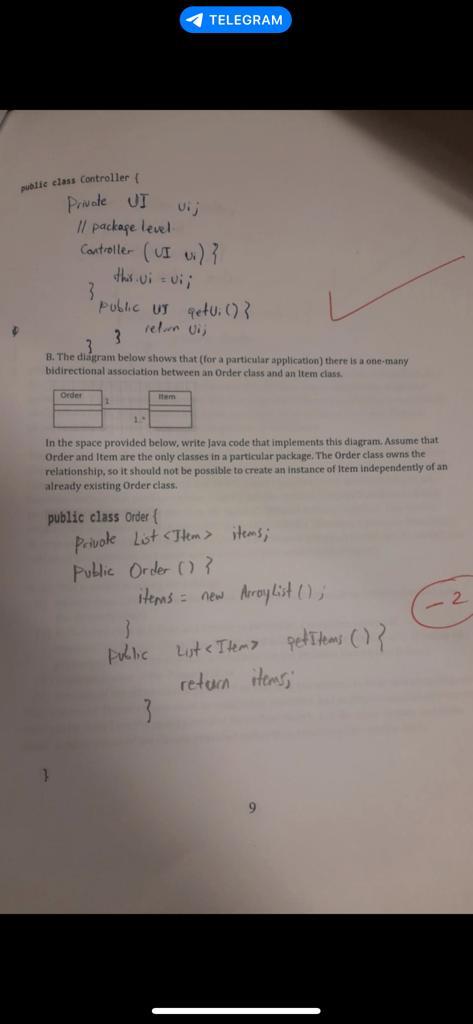 TELEGRAM
public class Controller {
Private UI ui;
// package level
Controller (UI ui) {
this.ui = ui;
}
public UI getUi() {
return ui;
}
}
B. The diagram below shows that (for a particular application) there is a one-many
bidirectional association between an Order class and an Item class.
Order
Item
1
1..*
In the space provided below, write Java code that implements this diagram. Assume that
Order and Item are the only classes in a particular package. The Order class owns the
relationship, so it should not be possible to create an instance of Item independently of an
already existing Order class.
public class Order {
Private List <Item> items;
Public Order () {
items = new ArrayList ();
-2
}
Public List<Item> getItems () {
return items;
}
}
9